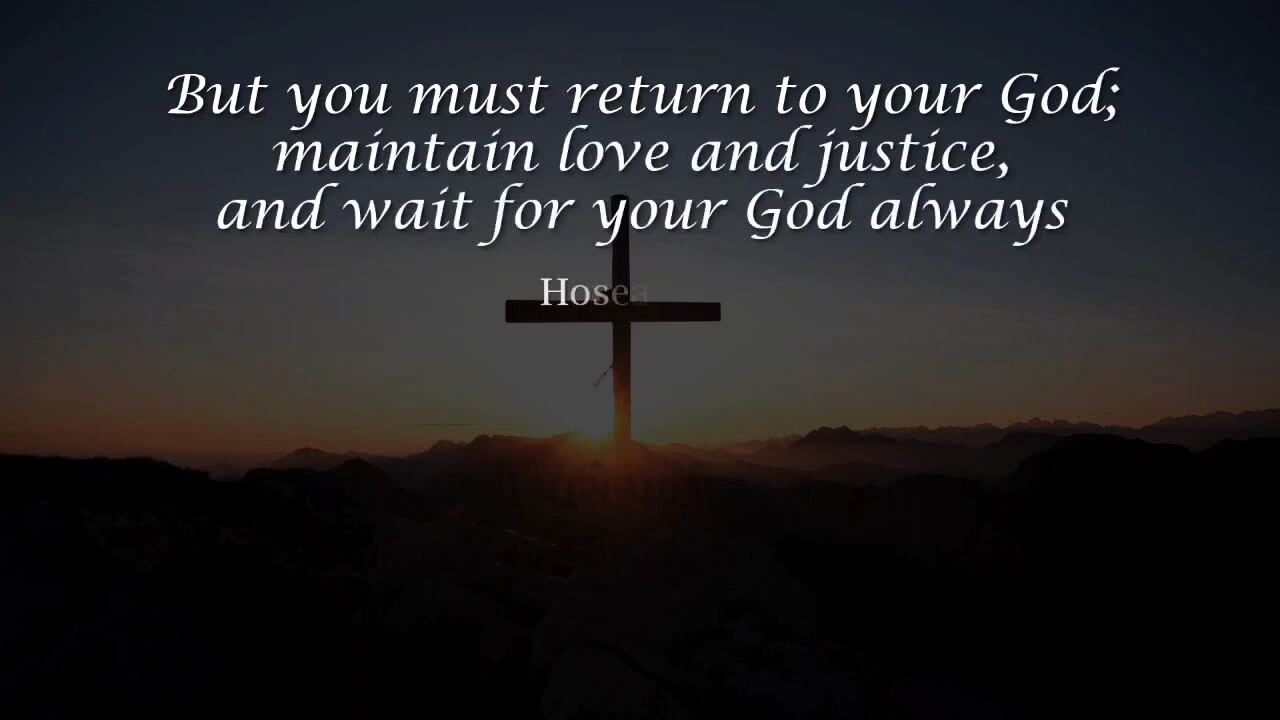 But you must return to your God;
maintain love and justice,
and wait for your God always
Hosea